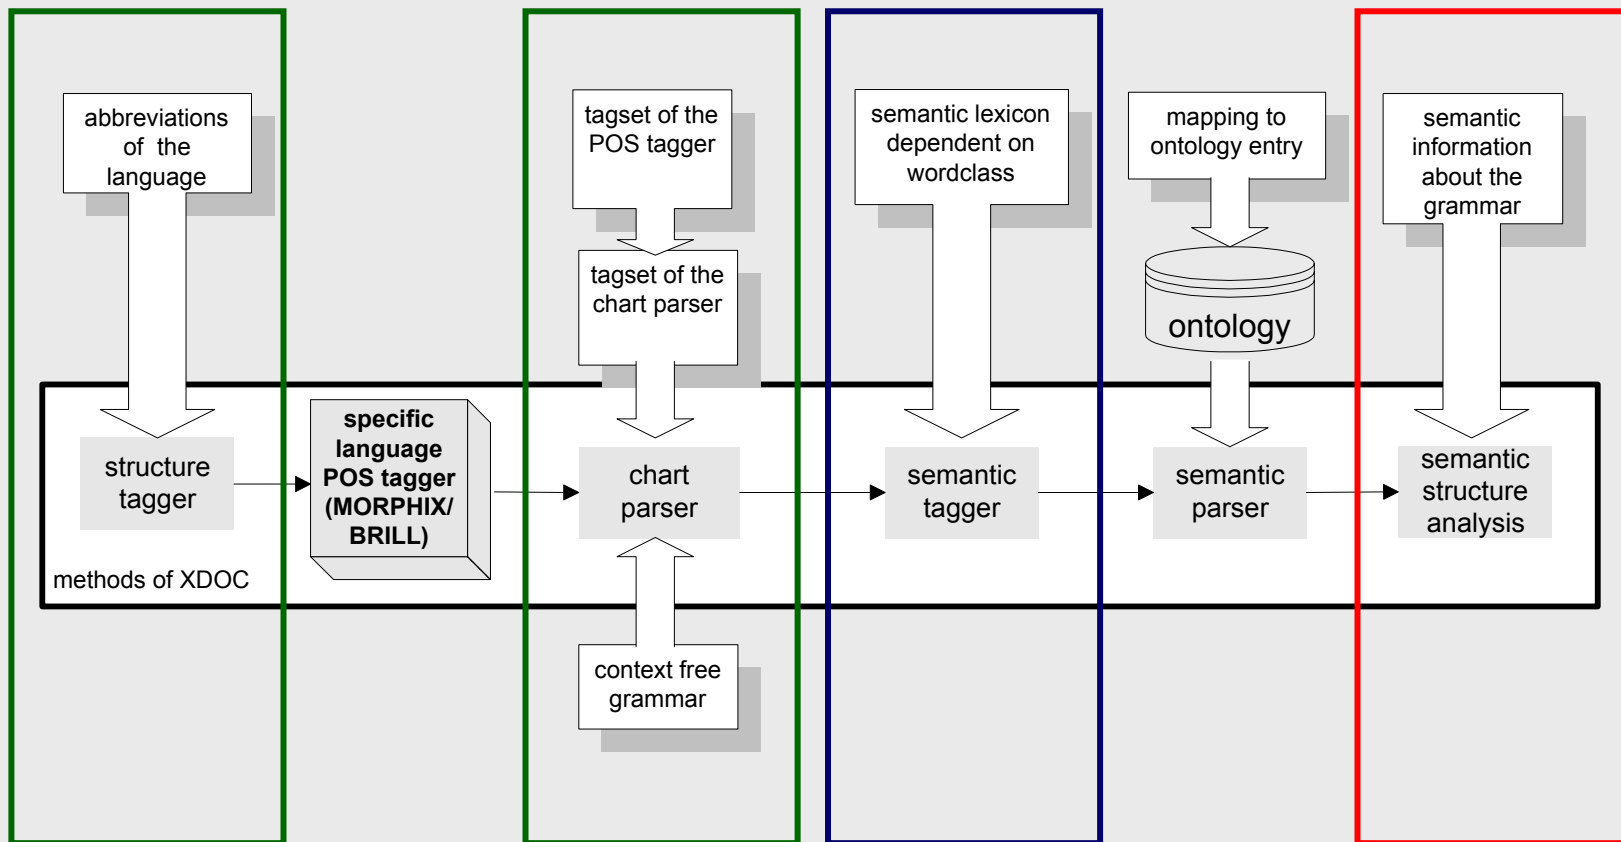 abbreviations
of the
language
tagset of the
POS tagger
semantic lexicon
dependent on
wordclass
mapping to
ontology entry
semantic
information
about the
grammar
tagset of the
chart parser
ontology
structure
tagger
specific
language
POS tagger
(MORPHIX/
BRILL)
chart
parser
semantic
tagger
semantic
parser
semantic
structure
analysis
methods of XDOC
context free
grammar